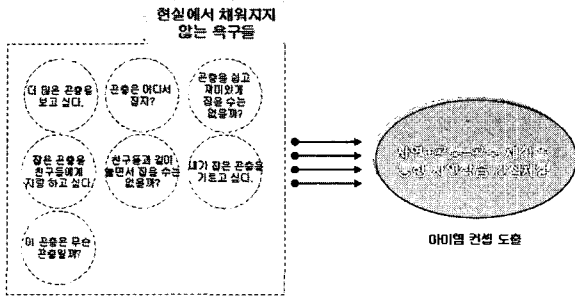 현실에서 채워지지
않는 욕구들
더 많은 곤충을
보고 싶다.
곤충은 어디서
잡지?
곤충을 쉽고
재미있게
잡을 수는
없을까?
잡은 곤충을
친구들에게
자랑 하고 싶다.
친구들과 같이
놀면서 잡을 수는
없을까?
내가 잡은 곤충을
기르고 싶다.
이 곤충은 무슨
곤충일까?
아이템 컨셉 도출